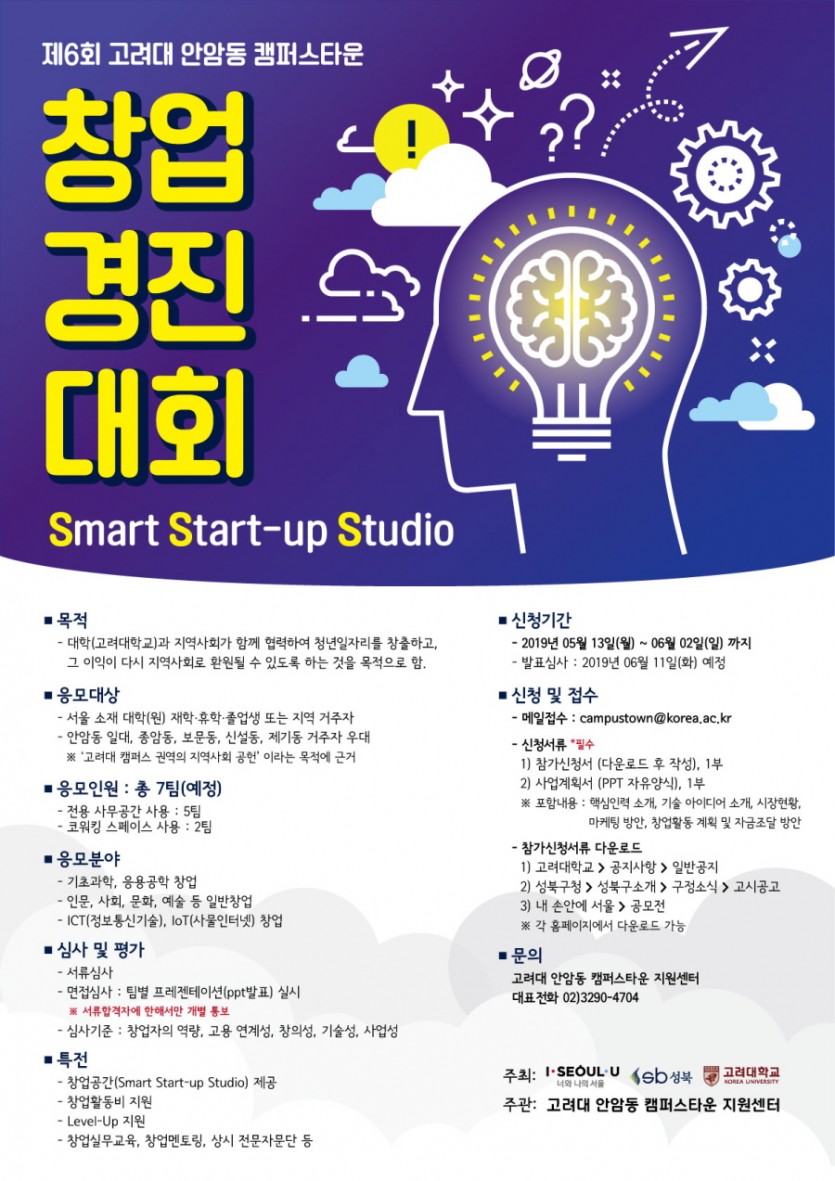 제6회 고려대 안암동 캠퍼스타운
창업
경진
대회
Smart Start-up Studio
■ 목적
- 대학(고려대학교)과 지역사회가 함께 협력하여 청년일자리를 창출하고,
그 이익이 다시 지역사회로 환원될 수 있도록 하는 것을 목적으로 함.
■ 응모대상
- 서울 소재 대학(원) 재학·휴학·졸업생 또는 지역 거주자
- 안암동 일대, 종암동, 보문동, 신설동, 제기동 거주자 우대
※ '고려대 캠퍼스 권역의 지역사회 공헌' 이라는 목적에 근거
■ 응모인원 : 총 7팀(예정)
- 전용 사무공간 사용 : 5팀
- 코워킹 스페이스 사용 : 2팀
■ 응모분야
- 기초과학, 응용공학 창업
- 인문, 사회, 문화, 예술 등 일반창업
- ICT(정보통신기술), IoT(사물인터넷) 창업
■ 심사 및 평가
- 서류심사
- 면접심사 : 팀별 프레젠테이션(ppt발표) 실시
※ 서류합격자에 한해서만 개별 통보
- 심사기준 : 창업자의 역량, 고용 연계성, 창의성, 기술성, 사업성
■ 특전
- 창업공간(Smart Start-up Studio) 제공
- 창업활동비 지원
- Level-Up 지원
- 창업실무교육, 창업멘토링, 상시 전문자문단 등
■ 신청기간
- 2019년 05월 13일(월) ~ 06월 02일(일) 까지
- 발표심사 : 2019년 06월 11일(화) 예정
■ 신청 및 접수
- 메일접수 : campustown@korea.ac.kr
- 신청서류 *필수
1) 참가신청서 (다운로드 후 작성), 1부
2) 사업계획서 (PPT 자유양식), 1부
※ 포함내용 : 핵심인력 소개, 기술 아이디어 소개, 시장현황,
마케팅 방안, 창업활동 계획 및 자금조달 방안
- 참가신청서류 다운로드
1) 고려대학교 > 공지사항 > 일반공지
2) 성북구청 > 성북구소개 > 구정소식 > 고시공고
3) 내 손안에 서울 > 공모전
※ 각 홈페이지에서 다운로드 가능
■ 문의
고려대 안암동 캠퍼스타운 지원센터
대표전화 02)3290-4704
주최: I·SEOUL·U 너와 나의 서울 sb성북 고려대학교 KOREA UNIVERSITY
주관: 고려대 안암동 캠퍼스타운 지원센터